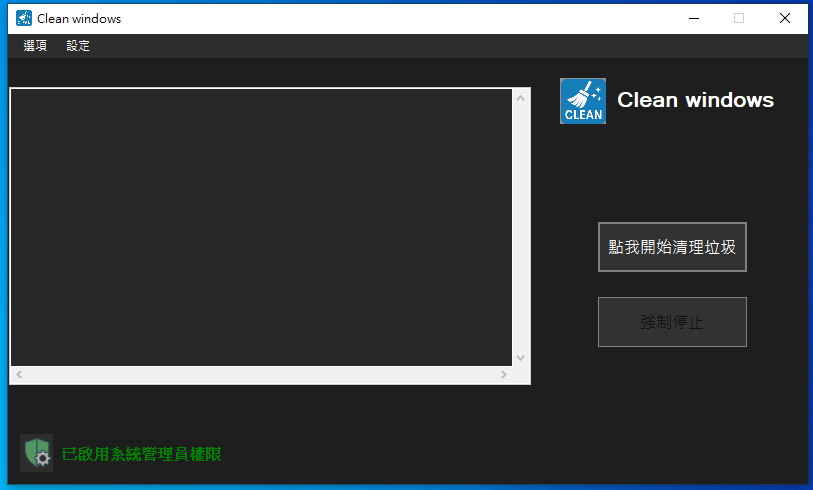 Clean windows
選項 設定
CLEAN
Clean windows
點我開始清理垃圾
強制停止
已啟用系統管理員權限